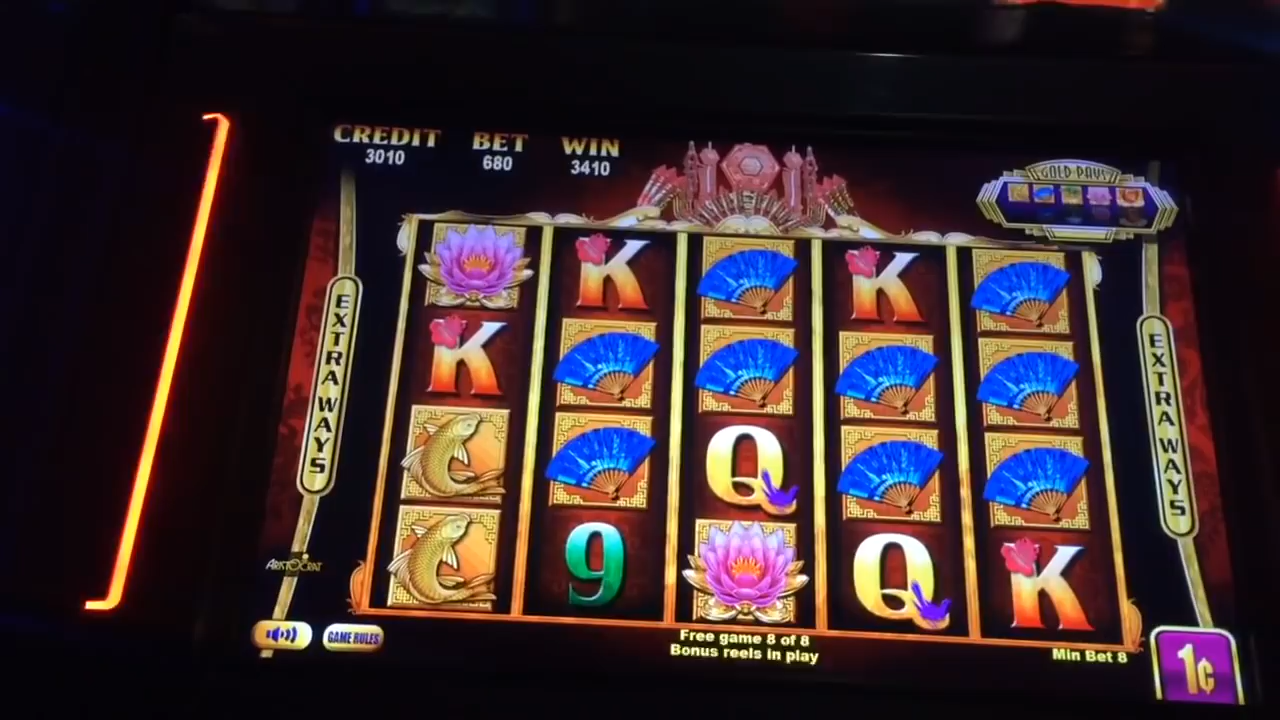 CREDIT BET WIN
3010 680 3410
GOLD PAYS
K K
K
Q
9 Q K
EXTRA WAYS
EXTRA WAYS
ARISTOCRAT
GAME RULES
Free game 8 of 8
Bonus reels in play
Min Bet 8
1¢